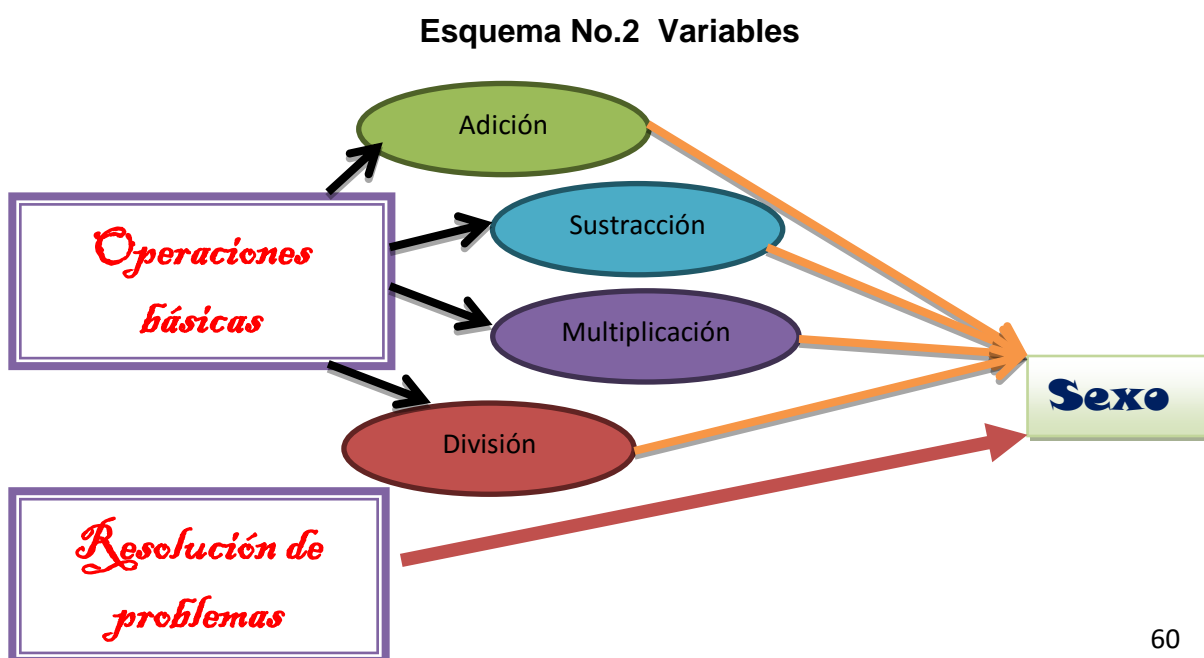 Esquema No.2 Variables
Adición
Sustracción
Operaciones
básicas
Multiplicación
Sexo
División
Resolución de
problemas
60